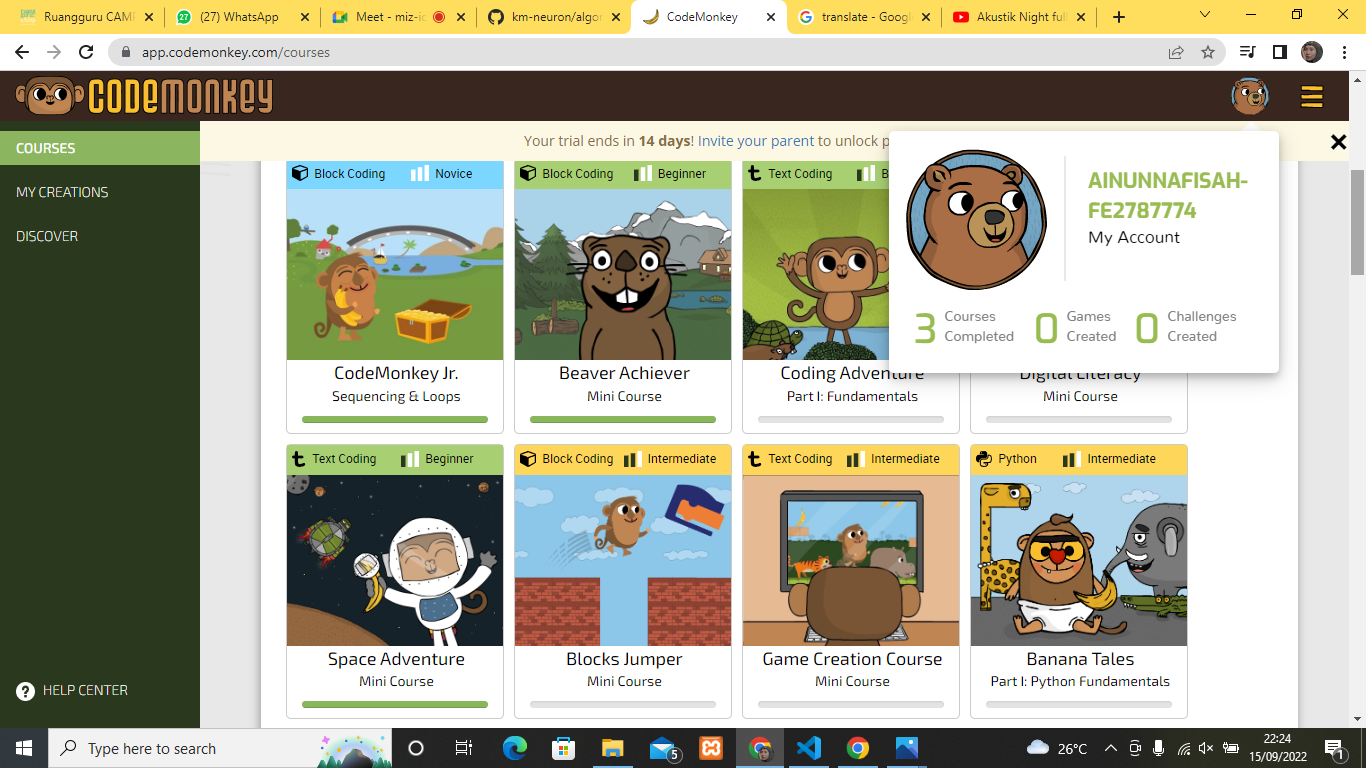 Ruangguru CAMP
(27) WhatsApp
Meet - miz-ic
km-neuron/algor
CodeMonkey
translate - Goog
Akustik Night full
app.codemonkey.com/courses
CODEMONKEY
COURSES
MY CREATIONS
DISCOVER
HELP CENTER
Your trial ends in 14 days! Invite your parent to unlock p
AINUNNAFISAH-
FE2787774
My Account
3 Courses Completed
0 Games Created
0 Challenges Created
Block Coding Novice
CodeMonkey Jr.
Sequencing & Loops
Block Coding Beginner
Beaver Achiever
Mini Course
Text Coding B
Coding Adventure
Part I: Fundamentals
Digital Literacy
Mini Course
Text Coding Beginner
Space Adventure
Mini Course
Block Coding Intermediate
Blocks Jumper
Mini Course
Text Coding Intermediate
Game Creation Course
Mini Course
Python Intermediate
Banana Tales
Part I: Python Fundamentals
Type here to search
5
26°C
22:24
15/09/2022
1